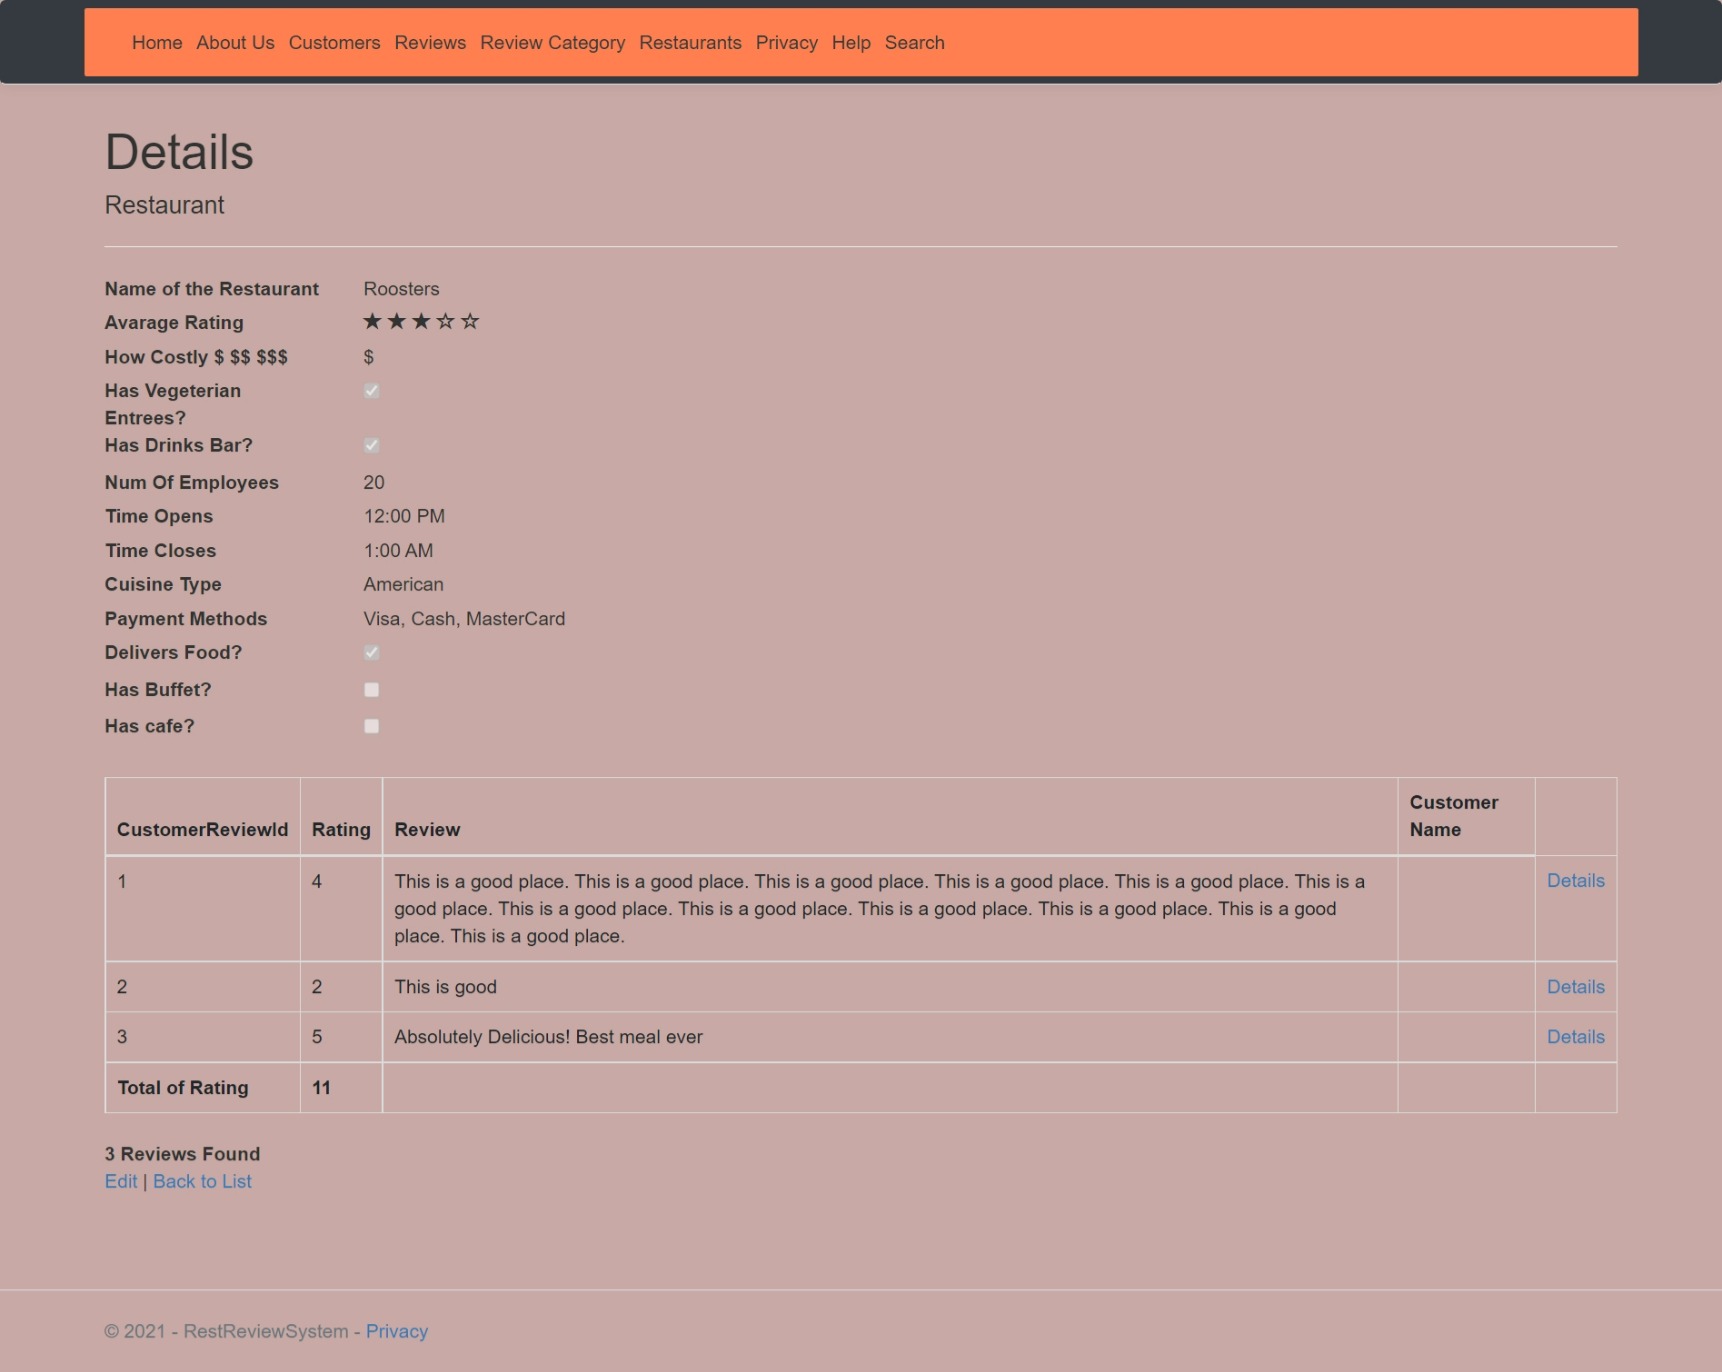 Home About Us Customers Reviews Review Category Restaurants Privacy Help Search
Details
Restaurant
Name of the Restaurant Roosters
Avarage Rating ★ ★ ★ ☆ ☆
How Costly $ $$ $$$ $
Has Vegeterian
Entrees?
Has Drinks Bar?
Num Of Employees 20
Time Opens 12:00 PM
Time Closes 1:00 AM
Cuisine Type American
Payment Methods Visa, Cash, MasterCard
Delivers Food?
Has Buffet?
Has cafe?
CustomerReviewId Rating Review Customer
Name
1 4 This is a good place. This is a good place. This is a good place. This is a good place. This is a good place. This is a Details
good place. This is a good place. This is a good place. This is a good place. This is a good place. This is a good
place. This is a good place.
2 2 This is good Details
3 5 Absolutely Delicious! Best meal ever Details
Total of Rating 11
3 Reviews Found
Edit | Back to List
© 2021 - RestReviewSystem - Privacy